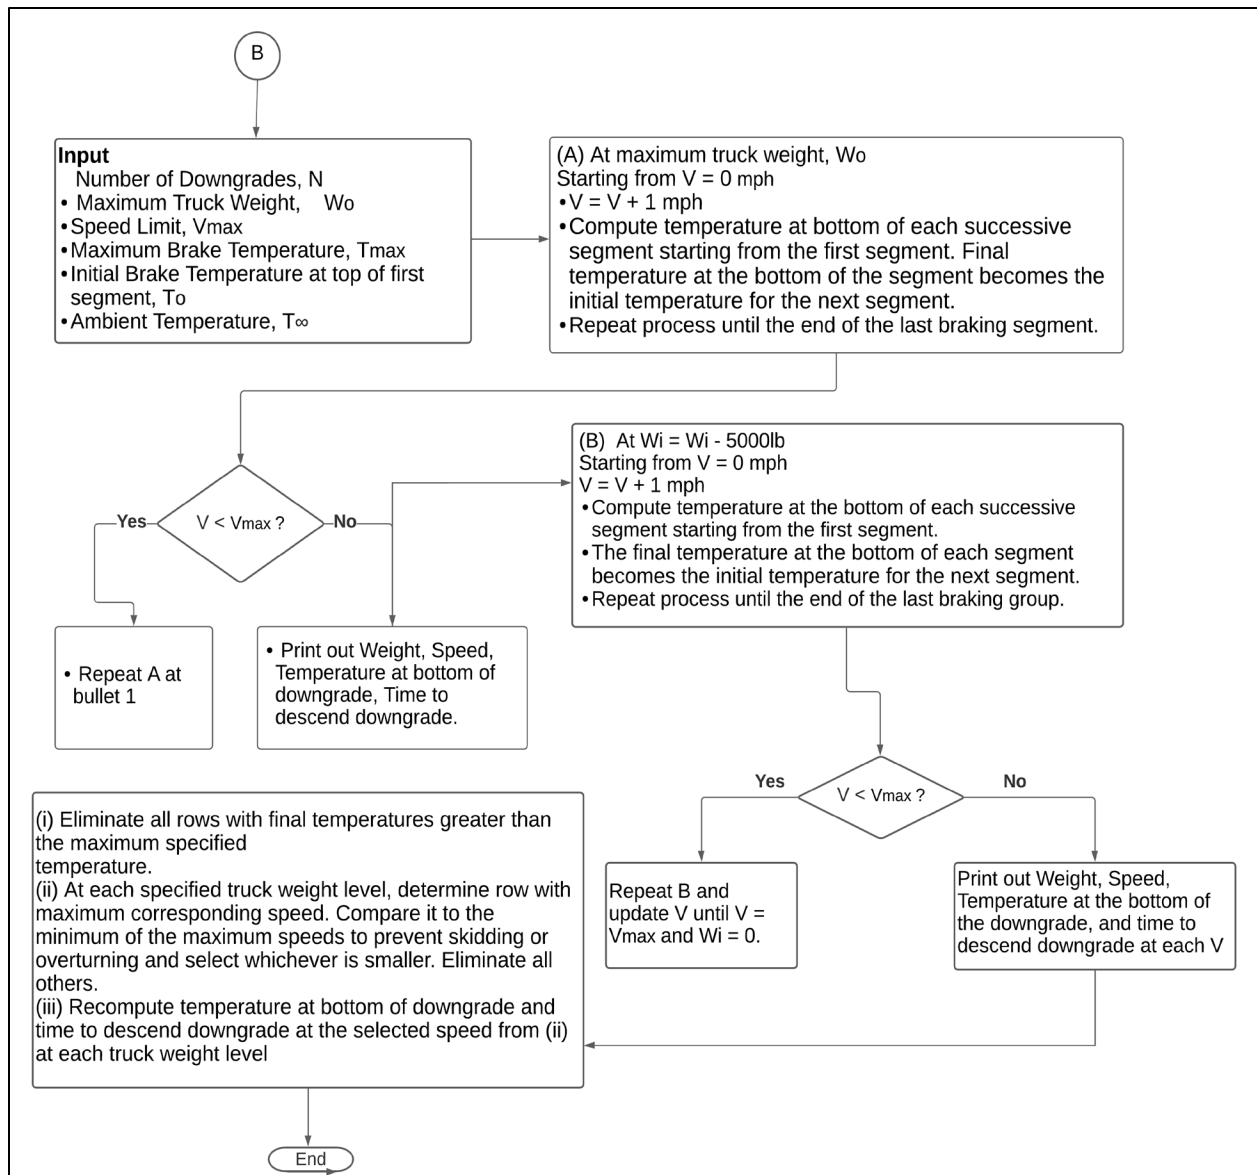 B
Input
Number of Downgrades, N
• Maximum Truck Weight, Wo
• Speed Limit, Vmax
• Maximum Brake Temperature, Tmax
• Initial Brake Temperature at top of first
segment, To
• Ambient Temperature, T∞
(A) At maximum truck weight, Wo
Starting from V = 0 mph
• V = V + 1 mph
• Compute temperature at bottom of each successive
segment starting from the first segment. Final
temperature at the bottom of the segment becomes the
initial temperature for the next segment.
• Repeat process until the end of the last braking segment.
V < Vmax ?
Yes
No
• Repeat A at
bullet 1
• Print out Weight, Speed,
Temperature at bottom of
downgrade, Time to
descend downgrade.
(B) At Wi = Wi - 5000lb
Starting from V = 0 mph
V = V + 1 mph
• Compute temperature at the bottom of each successive
segment starting from the first segment.
• The final temperature at the bottom of each segment
becomes the initial temperature for the next segment.
• Repeat process until the end of the last braking group.
V < Vmax ?
Yes
No
Repeat B and
update V until V =
Vmax and Wi = 0.
Print out Weight, Speed,
Temperature at the bottom of
the downgrade, and time to
descend downgrade at each V
(i) Eliminate all rows with final temperatures greater than
the maximum specified
temperature.
(ii) At each specified truck weight level, determine row with
maximum corresponding speed. Compare it to the
minimum of the maximum speeds to prevent skidding or
overturning and select whichever is smaller. Eliminate all
others.
(iii) Recompute temperature at bottom of downgrade and
time to descend downgrade at the selected speed from (ii)
at each truck weight level
End